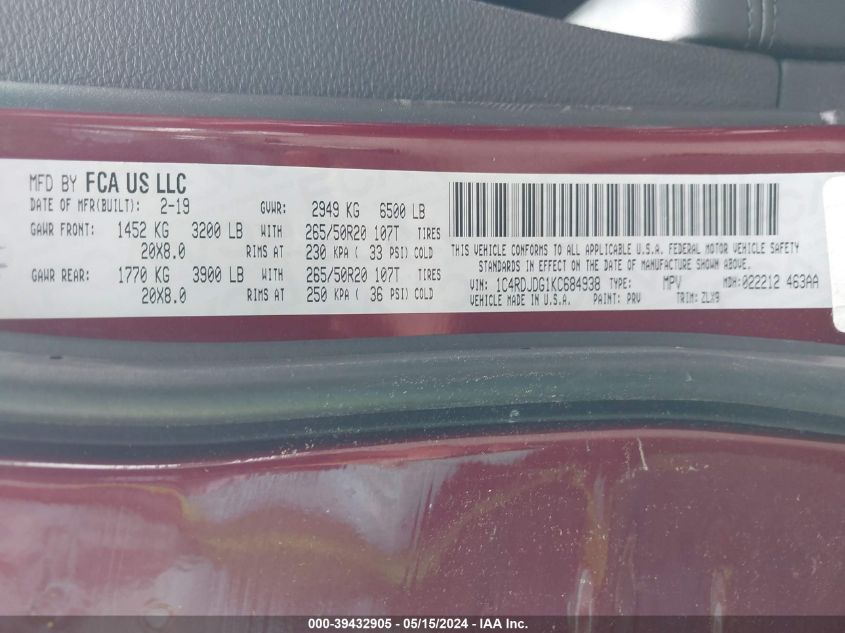 MFD BY FCA US LLC
DATE OF MFR(BUILT): 2-19 GVWR: 2949 KG 6500 LB
GAWR FRONT: 1452 KG 3200 LB WITH 265/50R20 107T TIRES
20X8.0 RIMS AT 230 KPA ( 33 PSI) COLD
GAWR REAR: 1770 KG 3900 LB WITH 265/50R20 107T TIRES
20X8.0 RIMS AT 250 KPA ( 36 PSI) COLD
THIS VEHICLE CONFORMS TO ALL APPLICABLE U.S.A. FEDERAL MOTOR VEHICLE SAFETY
STANDARDS IN EFFECT ON THE DATE OF MANUFACTURE SHOWN ABOVE.
VIN: 1C4RDJDG1KC684938 TYPE: MPV MDH: 022212 463AA
VEHICLE MADE IN U.S.A. PAINT: PRV TRIM: ZLX9
000-39432905 - 05/15/2024 - IAA Inc.